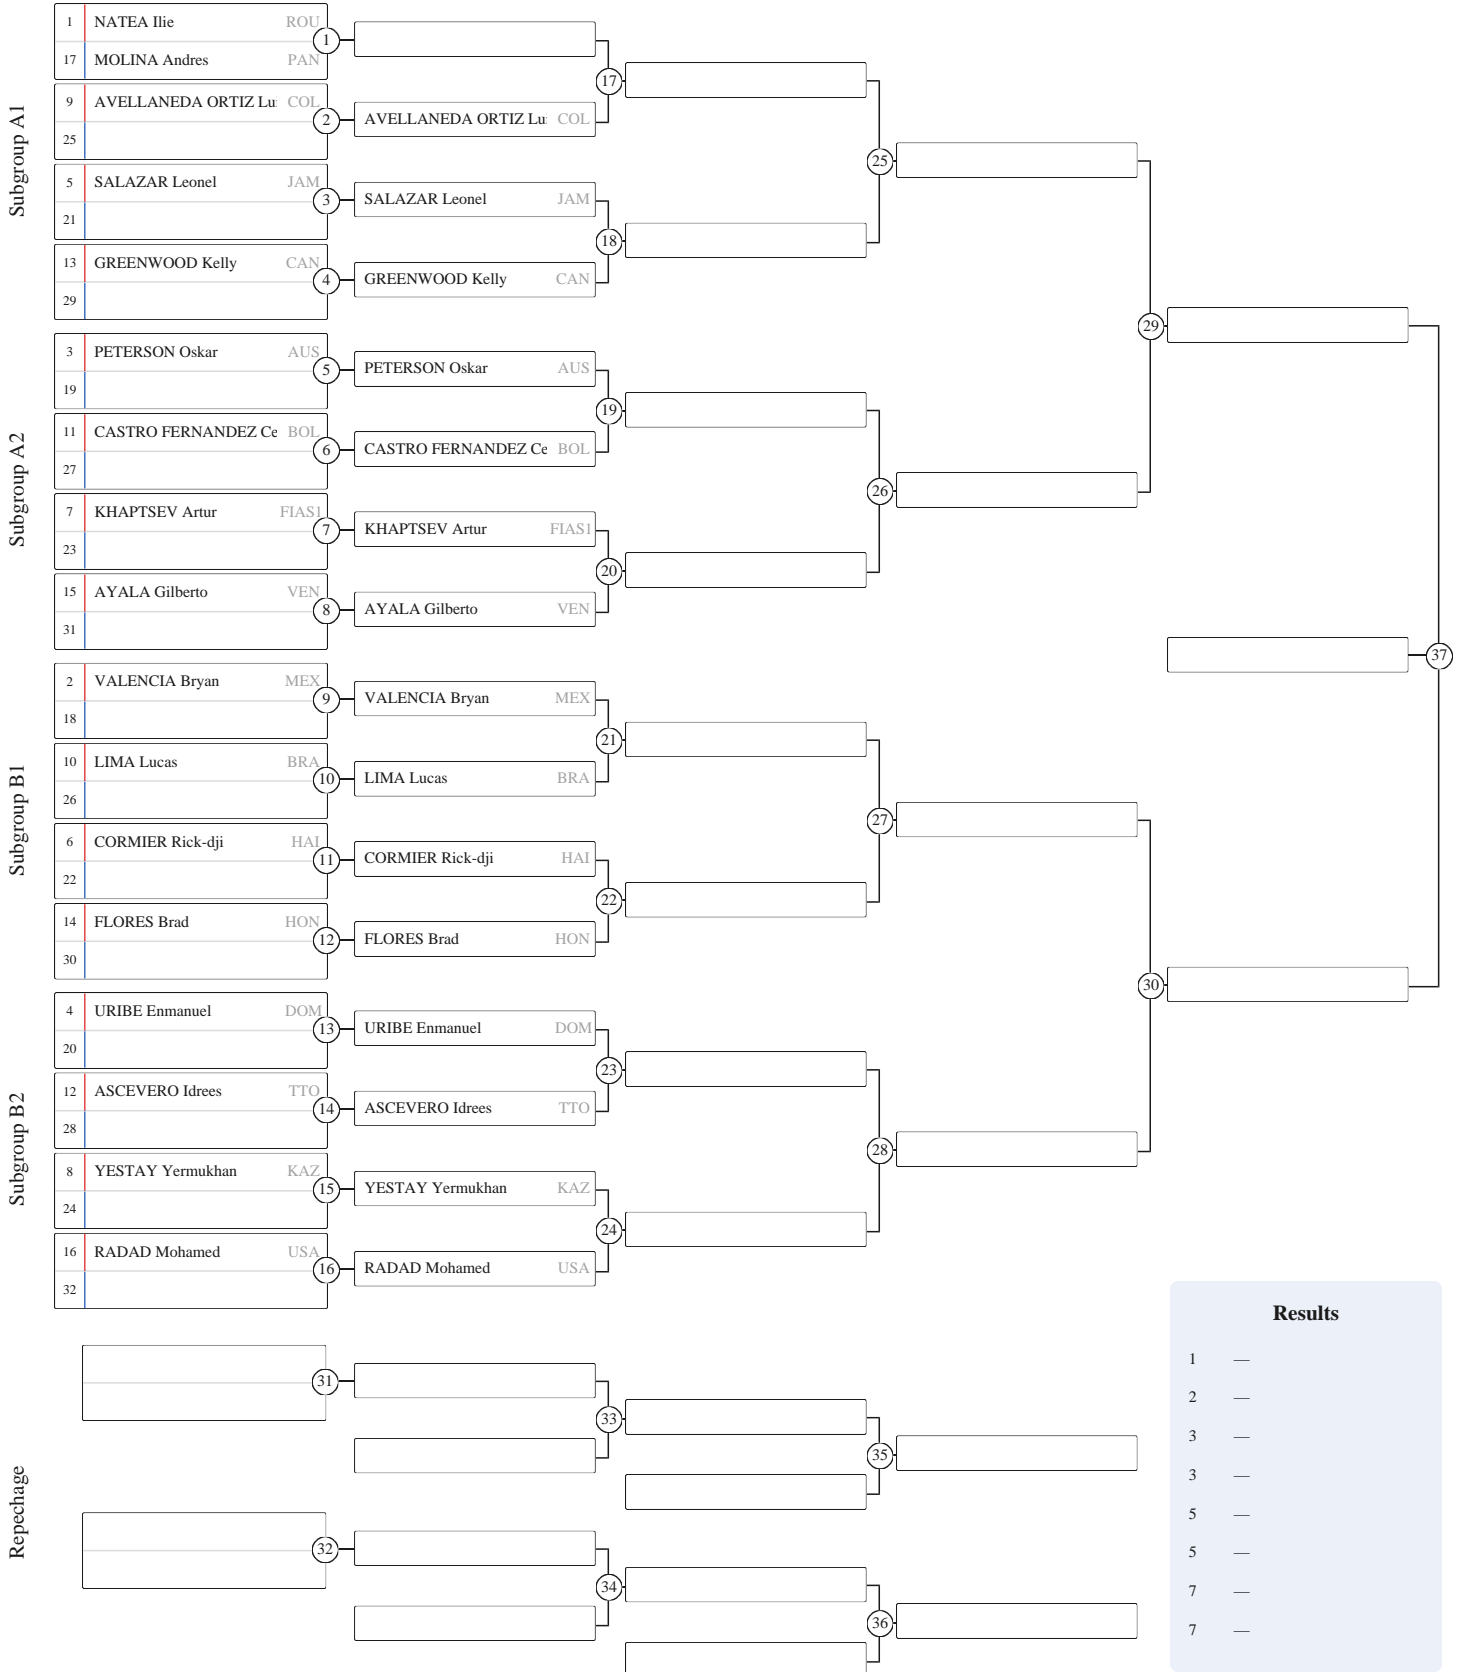 Subgroup A1
1 NATEA Ilie ROU
17 MOLINA Andres PAN
1
9 AVELLANEDA ORTIZ Lui COL
25
2
AVELLANEDA ORTIZ Lui COL
17
5 SALAZAR Leonel JAM
21
3
SALAZAR Leonel JAM
25
13 GREENWOOD Kelly CAN
29
4
GREENWOOD Kelly CAN
18
Subgroup A2
3 PETERSON Oskar AUS
19
5
PETERSON Oskar AUS
29
11 CASTRO FERNANDEZ Ce BOL
27
6
CASTRO FERNANDEZ Ce BOL
19
7 KHAPTSEV Artur FIAS1
23
7
KHAPTSEV Artur FIAS1
26
15 AYALA Gilberto VEN
31
8
AYALA Gilberto VEN
20
37
Subgroup B1
2 VALENCIA Bryan MEX
18
9
VALENCIA Bryan MEX
10 LIMA Lucas BRA
26
10
LIMA Lucas BRA
21
6 CORMIER Rick-dji HAI
22
11
CORMIER Rick-dji HAI
27
14 FLORES Brad HON
30
12
FLORES Brad HON
22
Subgroup B2
4 URIBE Enmanuel DOM
20
13
URIBE Enmanuel DOM
30
12 ASCEVERO Idrees TTO
28
14
ASCEVERO Idrees TTO
23
8 YESTAY Yermukhan KAZ
24
15
YESTAY Yermukhan KAZ
28
16 RADAD Mohamed USA
32
16
RADAD Mohamed USA
24
Repechage
31
33
35
32
34
36
Results
1 —
2 —
3 —
3 —
5 —
5 —
7 —
7 —